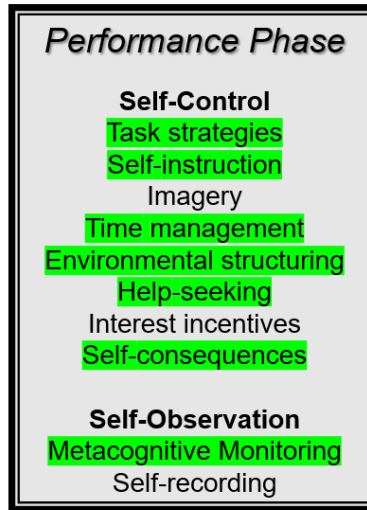 Performance Phase
Self-Control
Task strategies
Self-instruction
Imagery
Time management
Environmental structuring
Help-seeking
Interest incentives
Self-consequences
Self-Observation
Metacognitive Monitoring
Self-recording